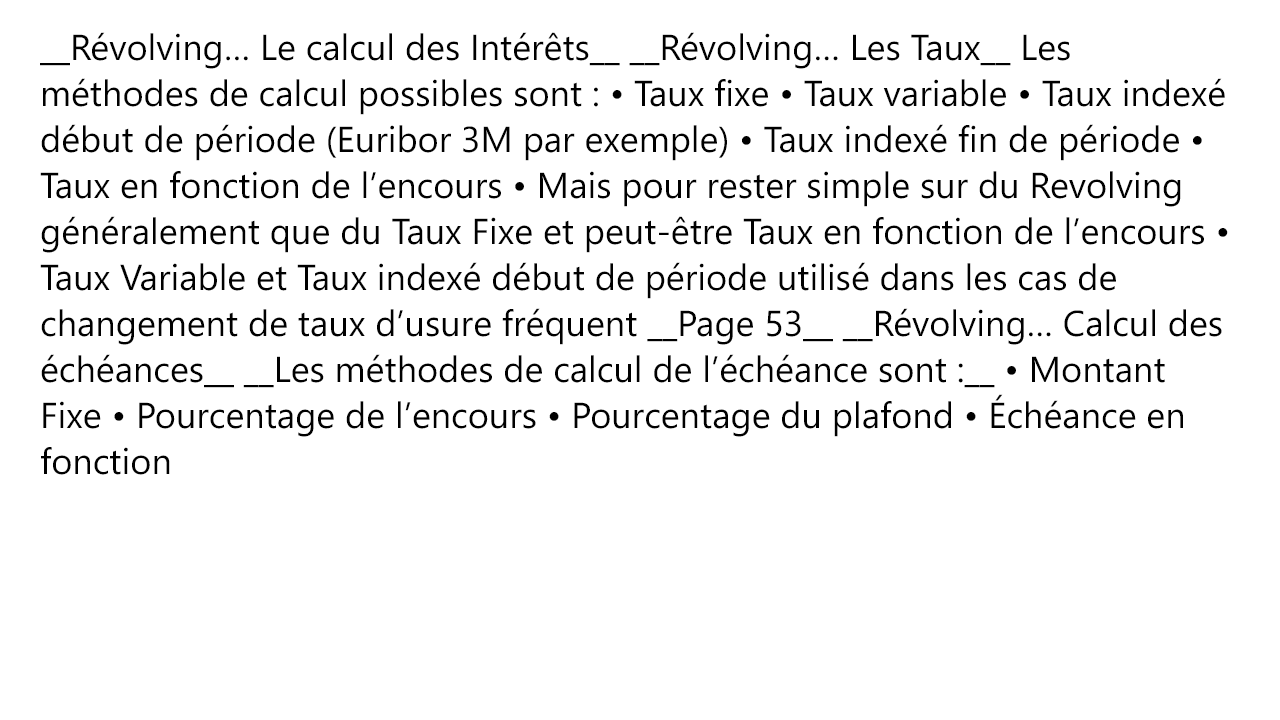 __Révolving… Le calcul des Intérêts__ __Révolving… Les Taux__ Les
méthodes de calcul possibles sont : • Taux fixe • Taux variable • Taux indexé
début de période (Euribor 3M par exemple) • Taux indexé fin de période •
Taux en fonction de l’encours • Mais pour rester simple sur du Revolving
généralement que du Taux Fixe et peut-être Taux en fonction de l’encours •
Taux Variable et Taux indexé début de période utilisé dans les cas de
changement de taux d’usure fréquent __Page 53__ __Révolving… Calcul des
échéances__ __Les méthodes de calcul de l’échéance sont :__ • Montant
Fixe • Pourcentage de l’encours • Pourcentage du plafond • Échéance en
fonction